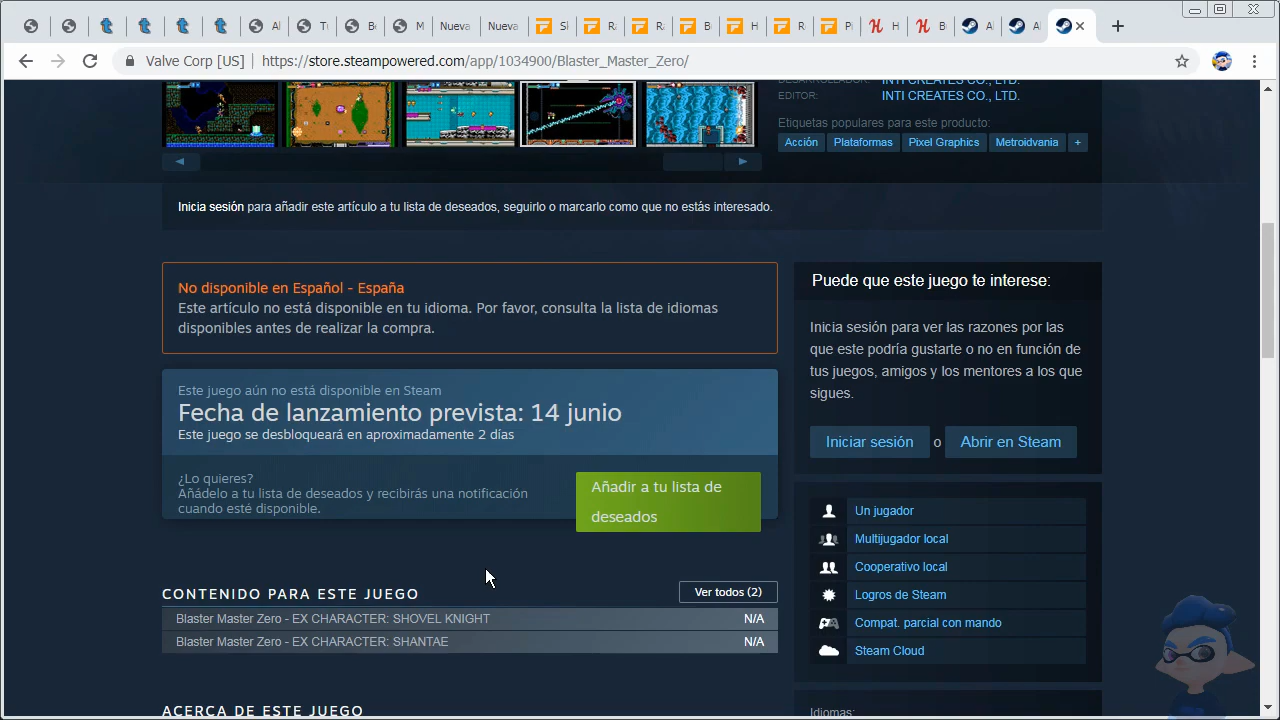 Nueva
Nueva
Valve Corp [US]
https://store.steampowered.com/app/1034900/Blaster_Master_Zero/
INTI CREATES CO., LTD.
EDITOR:
INTI CREATES CO., LTD.
Etiquetas populares para este producto:
Acción
Plataformas
Pixel Graphics
Metroidvania
+
Inicia sesión para añadir este artículo a tu lista de deseados, seguirlo o marcarlo como que no estás interesado.
No disponible en Español - España
Este artículo no está disponible en tu idioma. Por favor, consulta la lista de idiomas
disponibles antes de realizar la compra.
Este juego aún no está disponible en Steam
Fecha de lanzamiento prevista: 14 junio
Este juego se desbloqueará en aproximadamente 2 días
¿Lo quieres?
Añádelo a tu lista de deseados y recibirás una notificación
cuando esté disponible.
Añadir a tu lista de
deseados
CONTENIDO PARA ESTE JUEGO
Ver todos (2)
Blaster Master Zero - EX CHARACTER: SHOVEL KNIGHT
N/A
Blaster Master Zero - EX CHARACTER: SHANTAE
N/A
ACERCA DE ESTE JUEGO
Puede que este juego te interese:
Inicia sesión para ver las razones por las
que este podría gustarte o no en función de
tus juegos, amigos y los mentores a los que
sigues.
Iniciar sesión
o
Abrir en Steam
Un jugador
Multijugador local
Cooperativo local
Logros de Steam
Compat. parcial con mando
Steam Cloud
Idiomas: